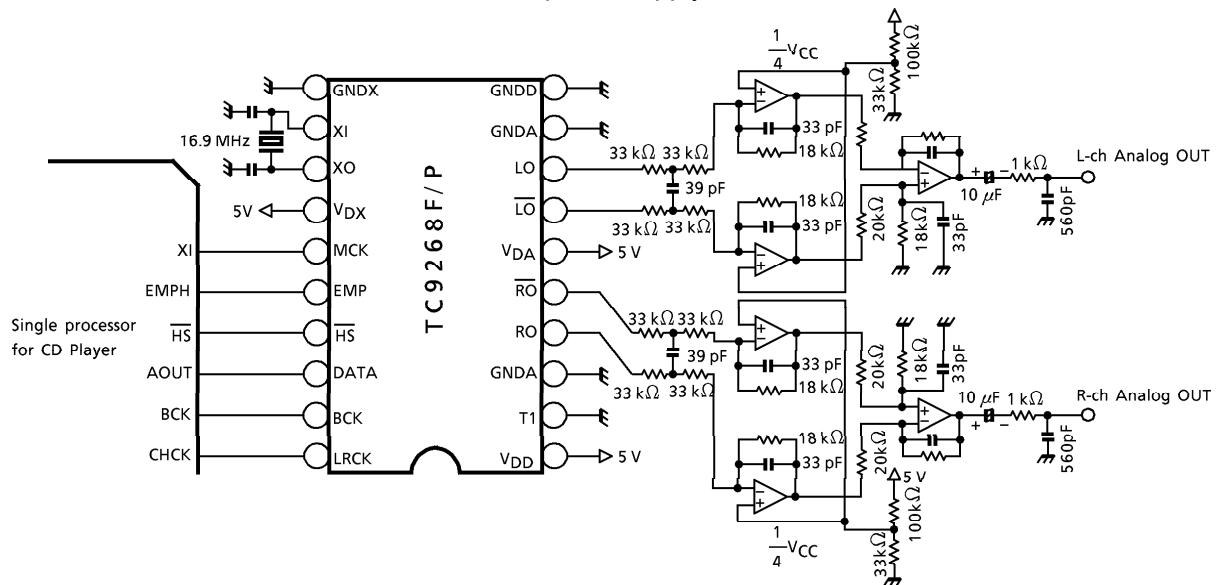 1/4 VCC
100kΩ
33kΩ
GNDX
GNDD
XI
GNDA
16.9 MHz
XO
LO
33 kΩ 33 kΩ
33 pF
18 kΩ
39 pF
5V
VDX
LO
33 kΩ 33 kΩ
18 kΩ
33 pF
20kΩ
18kΩ
33pF
10 μF
+ −
1 kΩ
L-ch Analog OUT
560pF
XI
MCK
VDA
5 V
EMPH
EMP
RO
Single processor
for CD Player
HS
HS
TC9268F/P
RO
33 kΩ 33 kΩ
39 pF
33 kΩ 33 kΩ
33 pF
18 kΩ
20kΩ
18kΩ
33pF
AOUT
DATA
GNDA
10 μF
+ −
1 kΩ
R-ch Analog OUT
560pF
BCK
BCK
T1
18 kΩ
33 pF
20kΩ
CHCK
LRCK
VDD
5 V
5 V
100kΩ
33kΩ
1/4 VCC